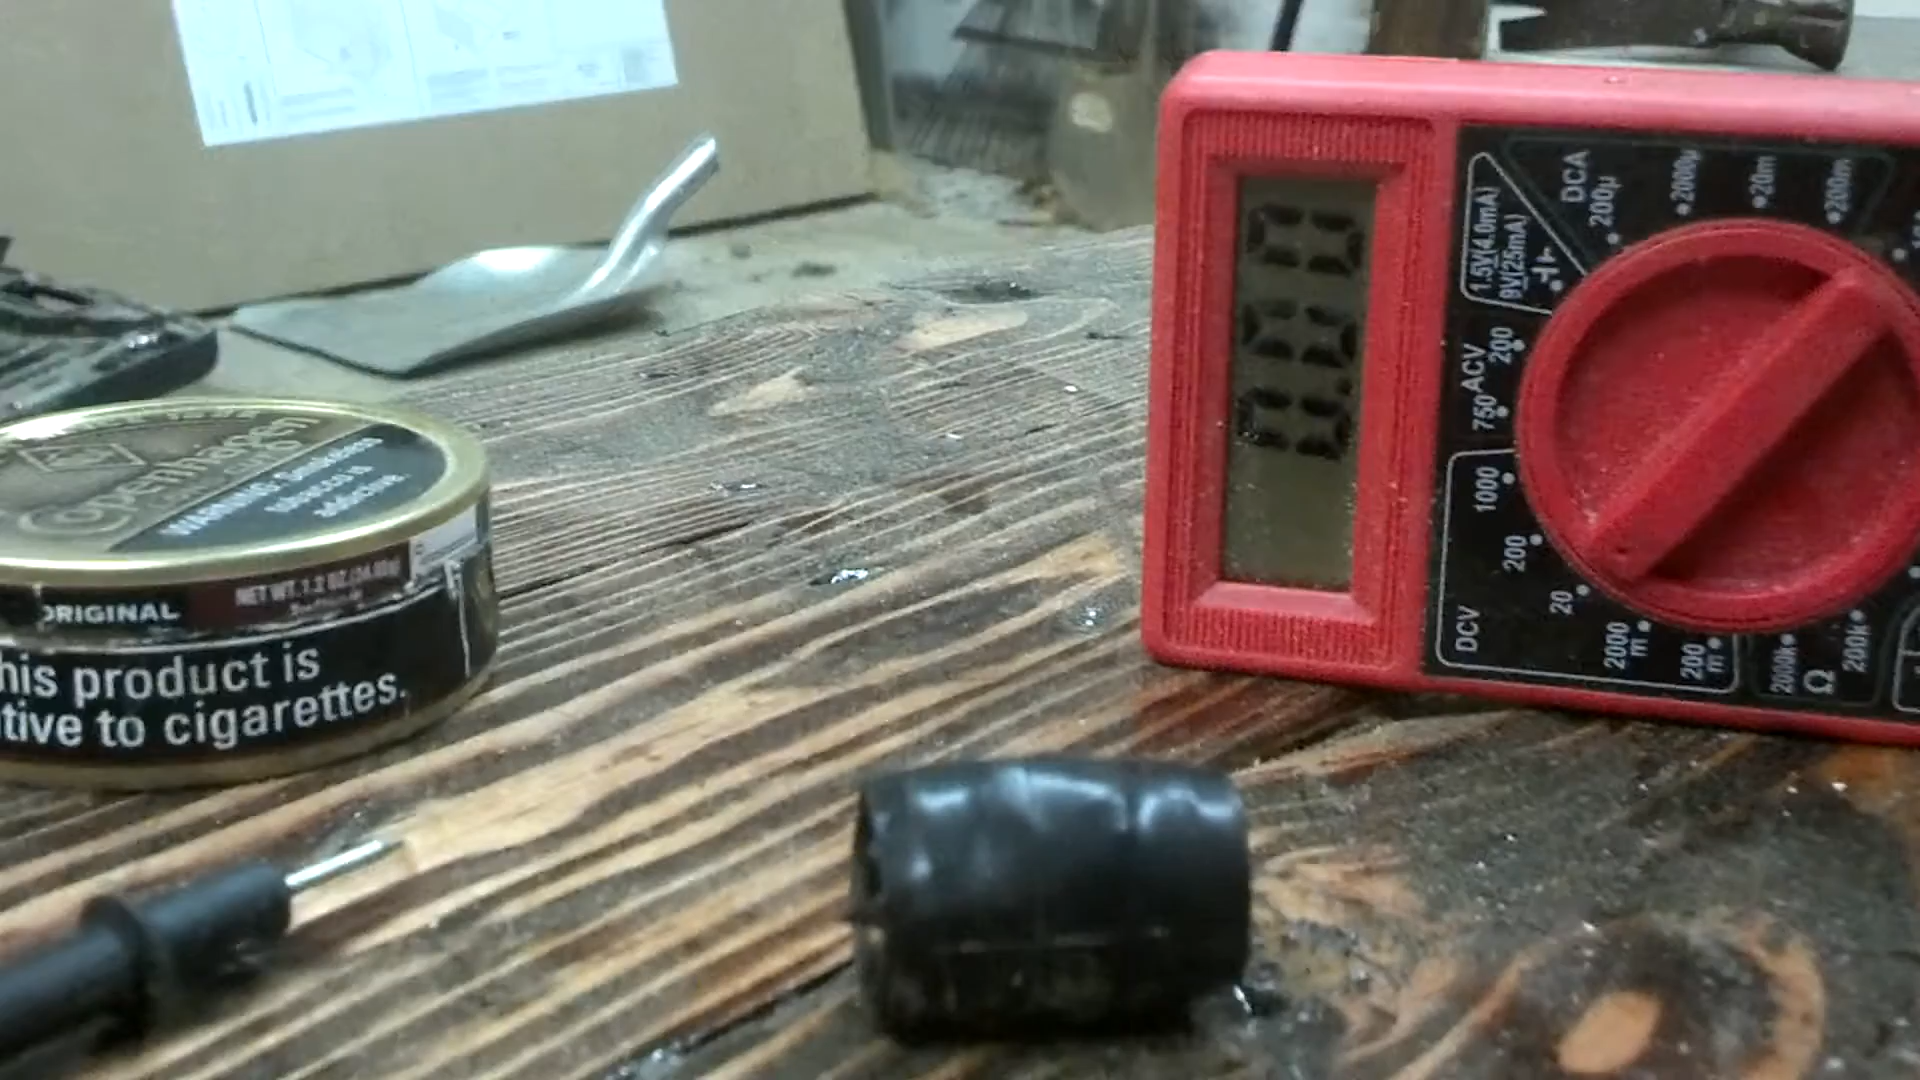 Copenhagen
WARNING: Smokeless
tobacco is
addictive
ORIGINAL
NET WT. 1.2 OZ.
his product is
tive to cigarettes.
1.5V(4.0mA)
9V(25mA)
DCA
200µ
2000µ
20m
200m
ACV
200
750
DCV
1000
200
20
2000
m
200
m
2000k
200k
Ω